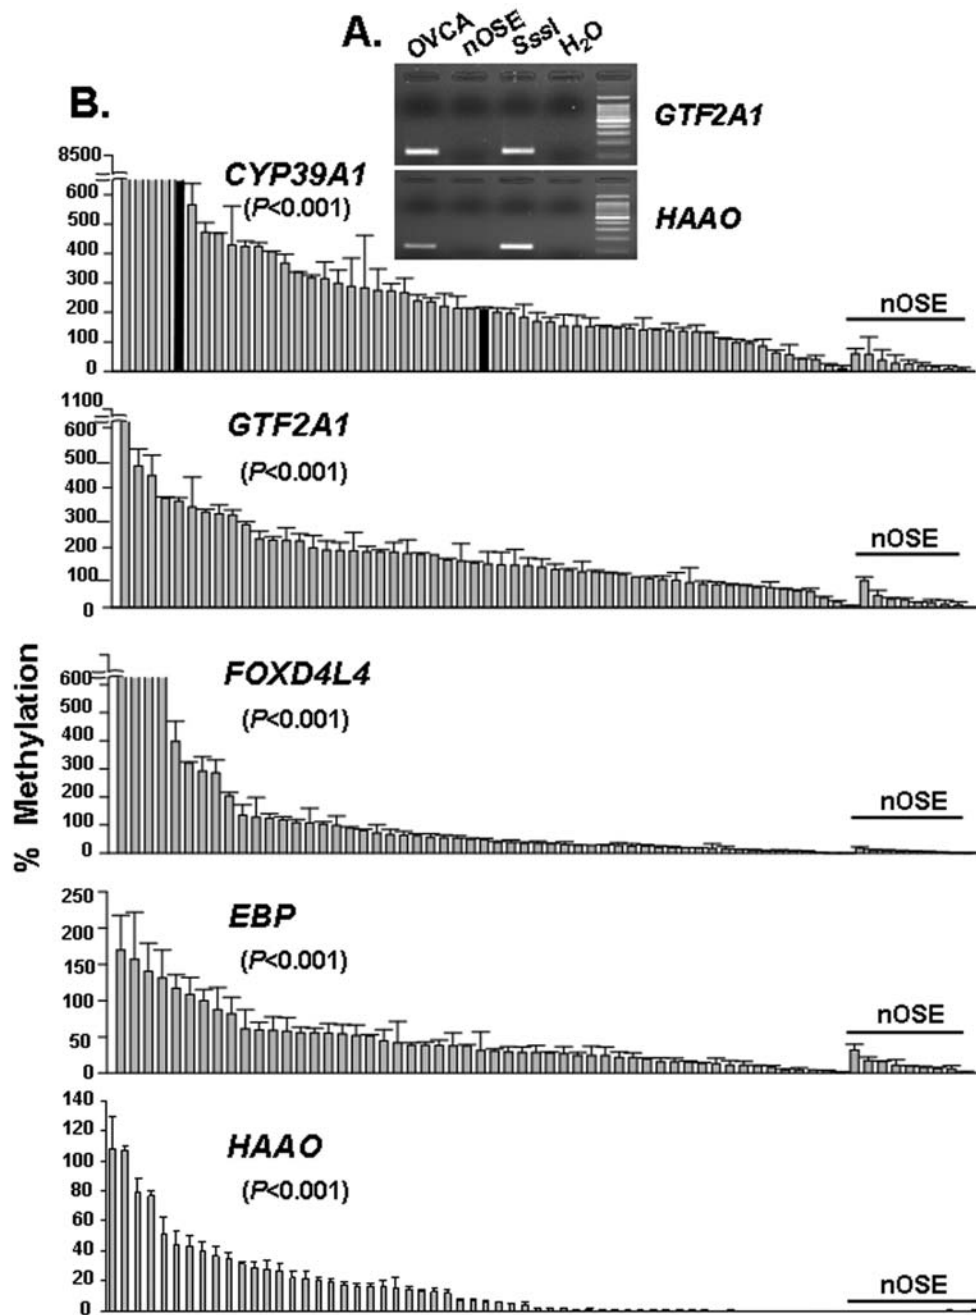 A.
OVCA nOSE SssI H2O
GTF2A1
HAAO
B.
% Methylation
CYP39A1
(P<0.001)
8500
600
500
400
300
200
100
0
nOSE
GTF2A1
(P<0.001)
1100
600
500
400
300
200
100
0
nOSE
FOXD4L4
(P<0.001)
600
500
400
300
200
100
0
nOSE
EBP
(P<0.001)
250
200
150
100
50
0
nOSE
HAAO
(P<0.001)
140
120
100
80
60
40
20
0
nOSE